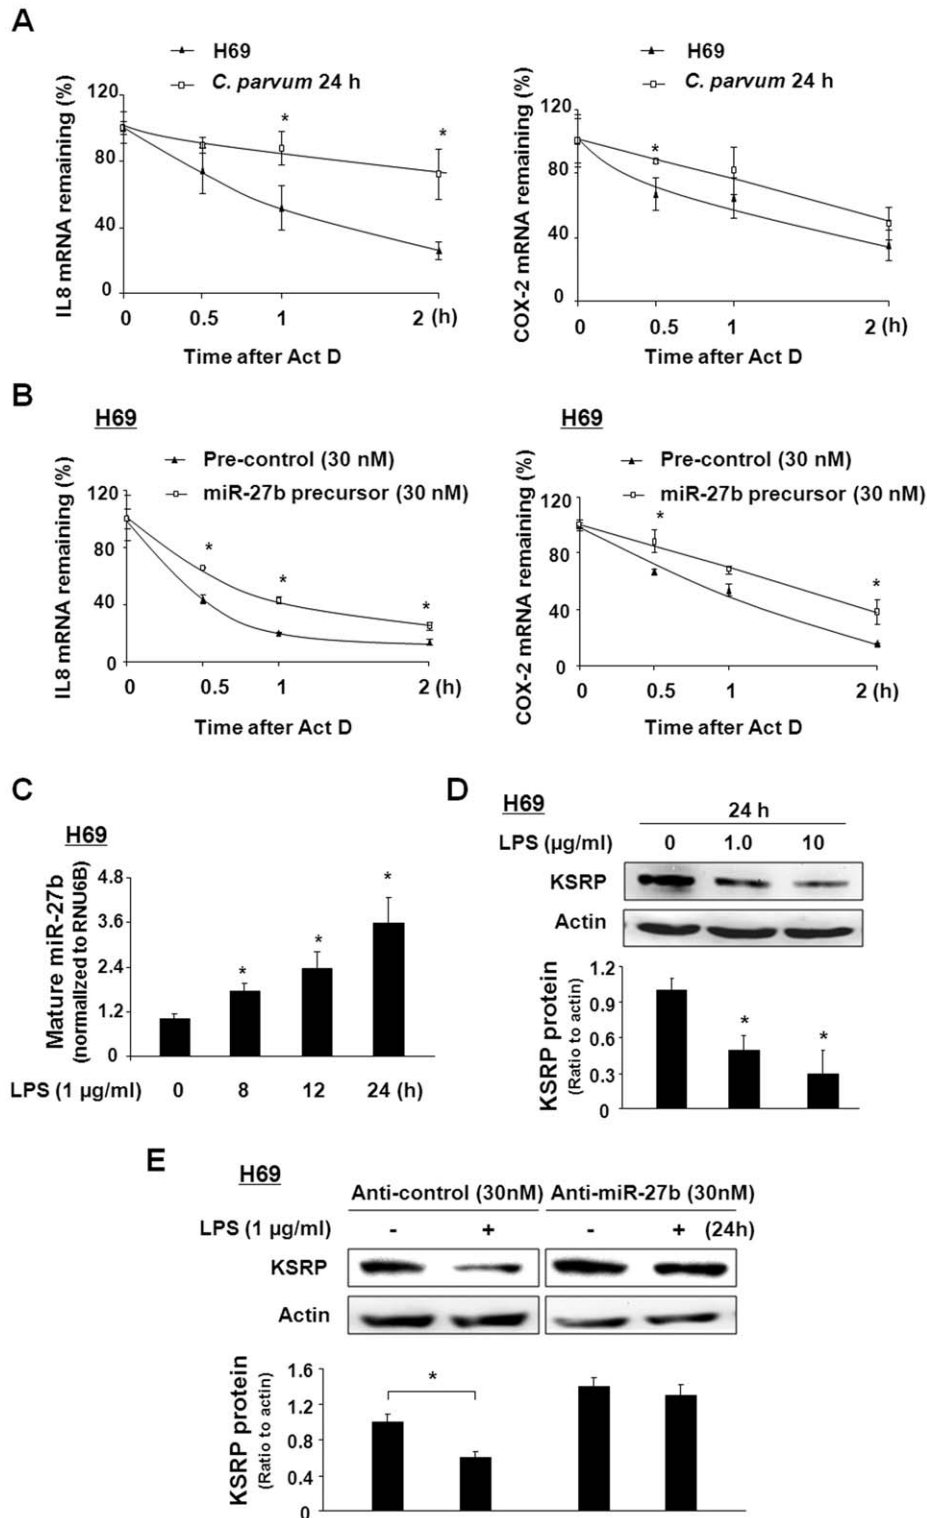 A
H69
C. parvum 24 h
IL8 mRNA remaining (%)
120
80
40
0
0 0.5 1 2 (h)
Time after Act D
H69
C. parvum 24 h
COX-2 mRNA remaining (%)
120
80
40
0
0 0.5 1 2 (h)
Time after Act D
* * *
B
H69
Pre-control (30 nM)
miR-27b precursor (30 nM)
IL8 mRNA remaining (%)
120
80
40
0
* * *
0 0.5 1 2 (h)
Time after Act D
H69
Pre-control (30 nM)
miR-27b precursor (30 nM)
COX-2 mRNA remaining (%)
120
80
40
0
* *
0 0.5 1 2 (h)
Time after Act D
C
H69
Mature miR-27b
(normalized to RNU6B)
4.8
3.6
2.4
1.2
0
* * *
LPS (1 µg/ml) 0 8 12 24 (h)
D
H69
24 h
LPS (µg/ml) 0 1.0 10
KSRP
Actin
KSRP protein
(Ratio to actin)
1.2
0.9
0.6
0.3
0
* *
E
H69
Anti-control (30nM) Anti-miR-27b (30nM)
LPS (1 µg/ml) - + - + (24h)
KSRP
Actin
KSRP protein
(Ratio to actin)
1.6
1.2
0.8
0.4
0
*